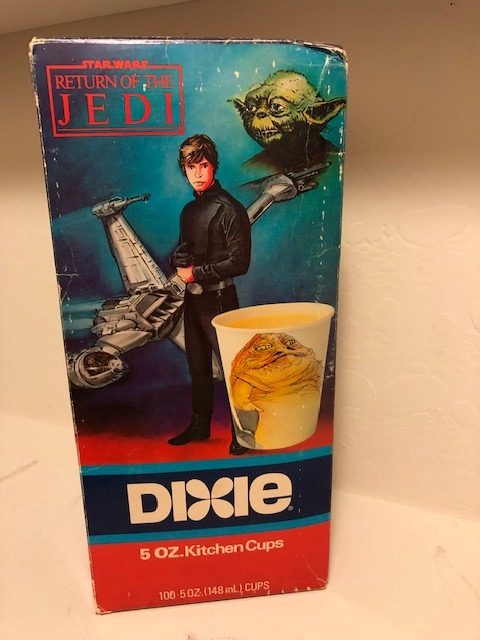 STAR WARS
RETURN OF THE
JEDI
DIXIE
5 OZ. Kitchen Cups
100-5 OZ. (148 mL) CUPS